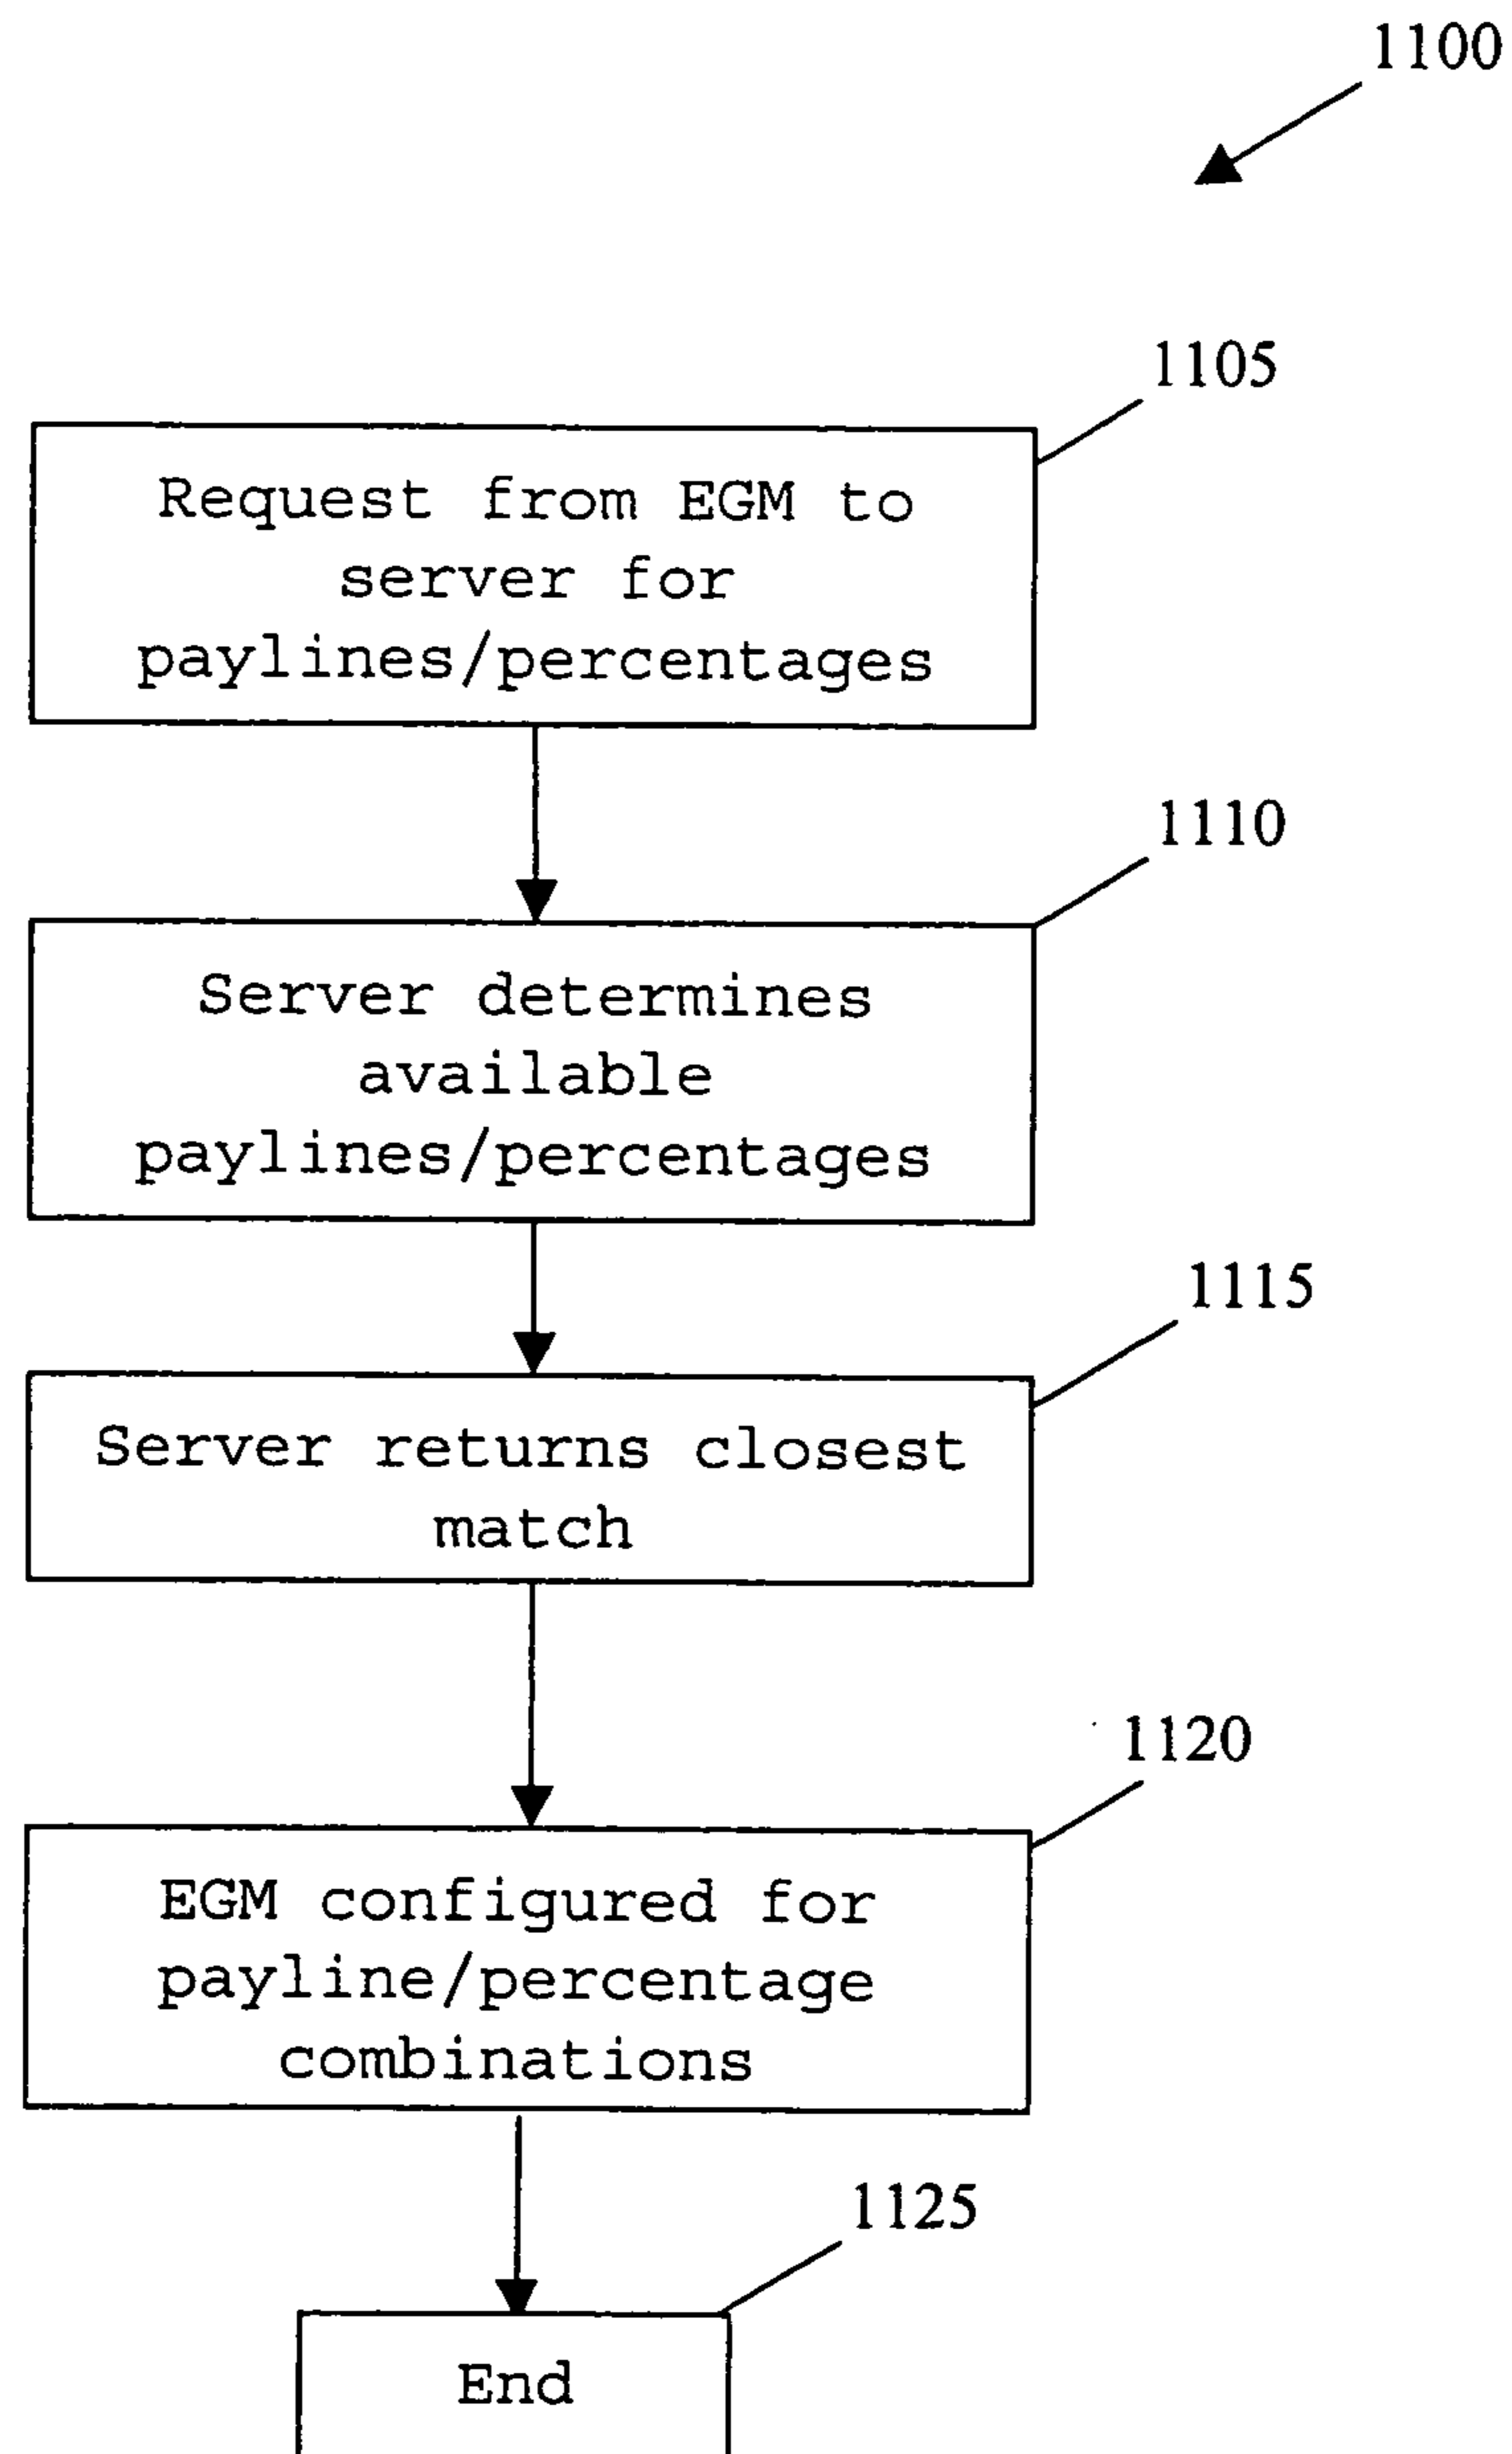 1100
1105
Request from EGM to
server for
paylines/percentages
1110
Server determines
available
paylines/percentages
1115
Server returns closest
match
1120
EGM configured for
payline/percentage
combinations
1125
End